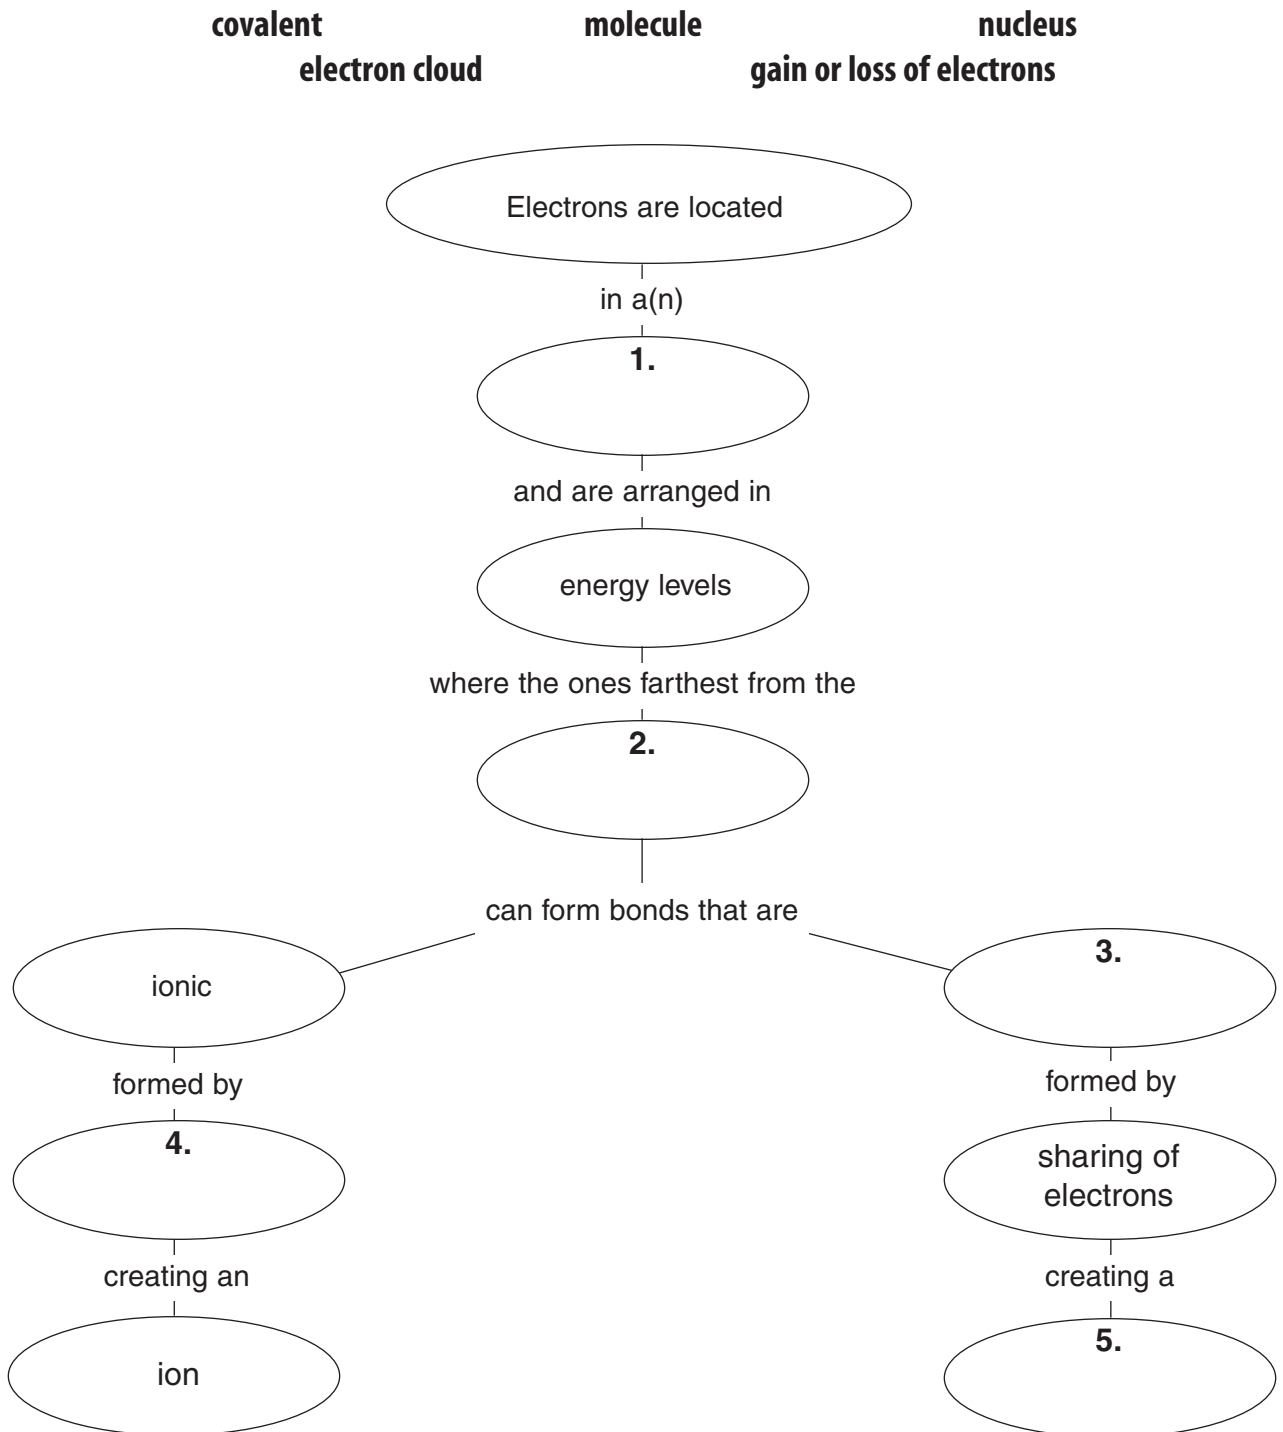 covalent molecule nucleus
electron cloud gain or loss of electrons
Electrons are located
in a(n)
1.
and are arranged in
energy levels
where the ones farthest from the
2.
can form bonds that are
ionic
3.
formed by
formed by
4.
sharing of
electrons
creating an
creating a
ion
5.